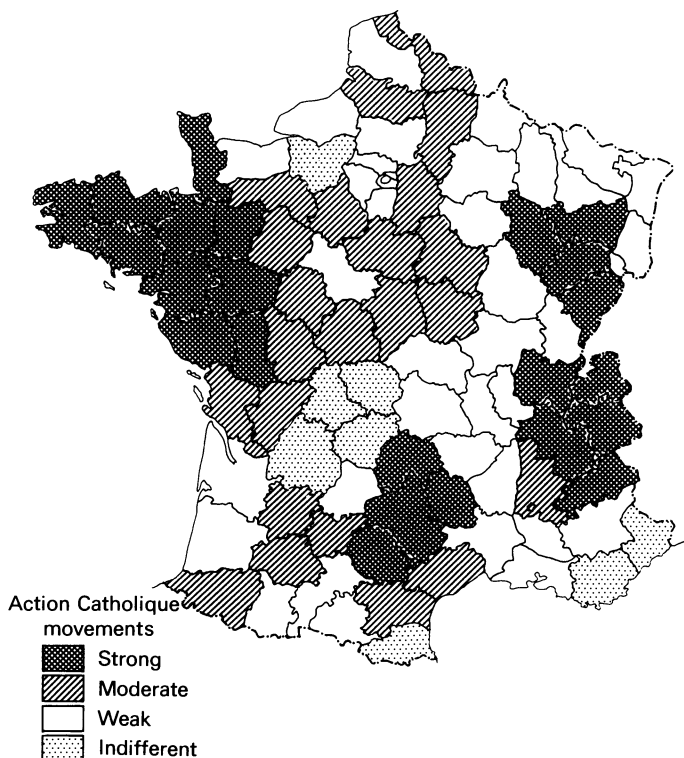 Action Catholique
movements
Strong
Moderate
Weak
Indifferent